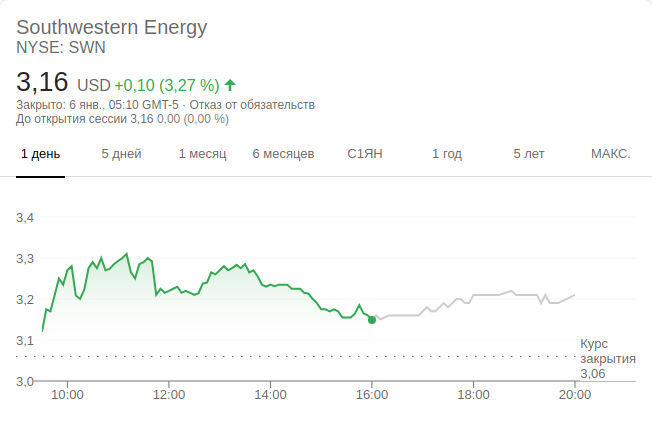 Southwestern Energy
NYSE: SWN
3,16 USD +0,10 (3,27 %)
Закрыто: 6 янв., 05:10 GMT-5 · Отказ от обязательств
До открытия сессии 3,16 0,00 (0,00 %)
1 день 5 дней 1 месяц 6 месяцев С1ЯН 1 год 5 лет МАКС.
3,4
3,3
3,2
3,1
Курс
закрытия
3,06
3,0
10:00 12:00 14:00 16:00 18:00 20:00